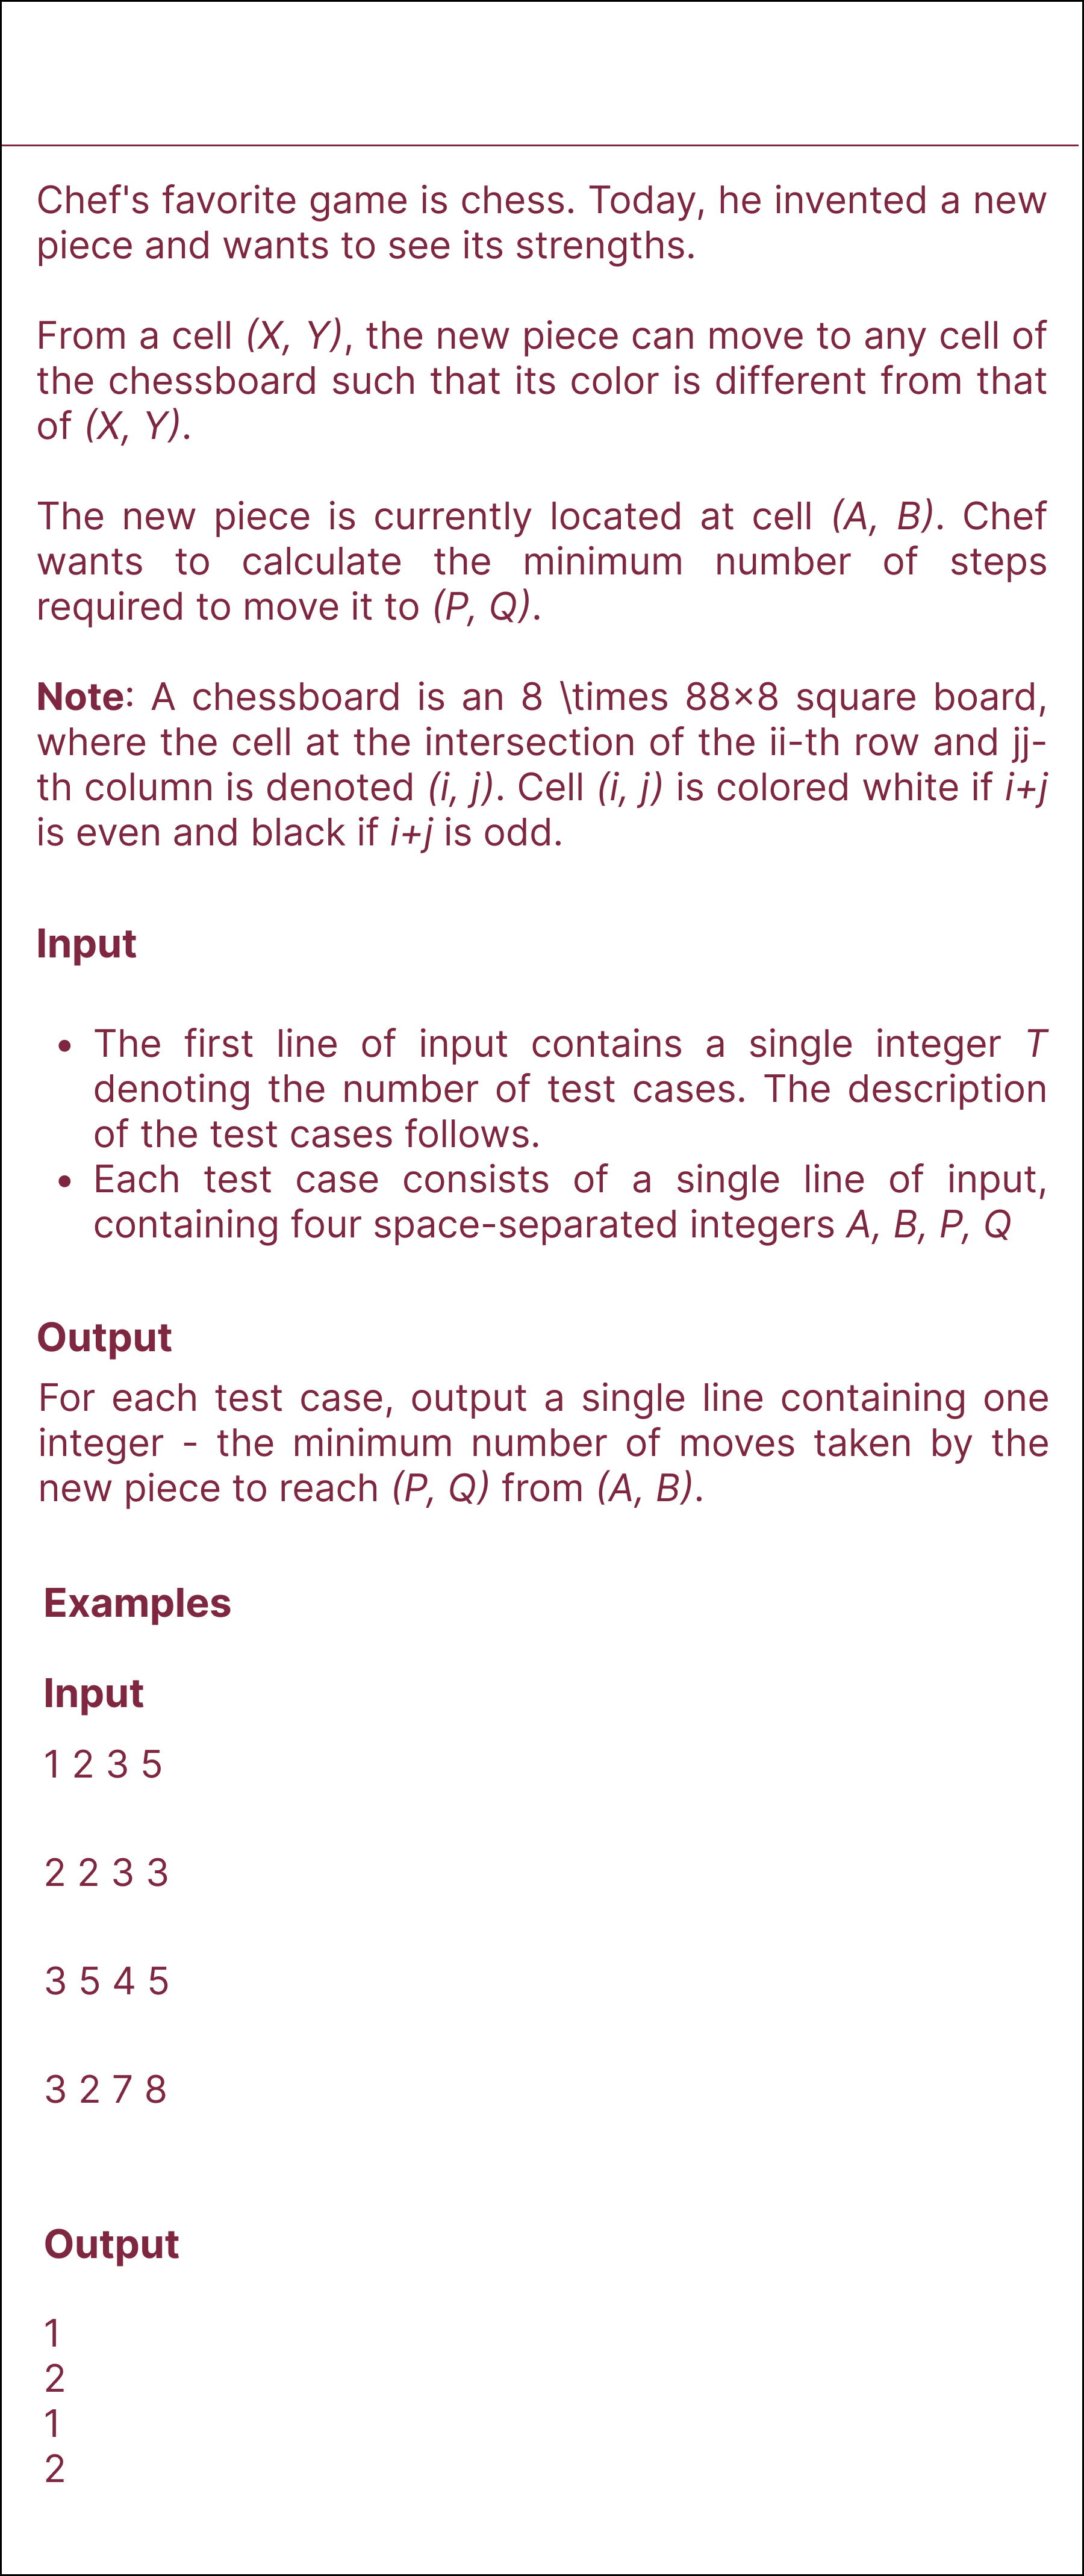 Chef's favorite game is chess. Today, he invented a new
piece and wants to see its strengths.
From a cell (X, Y), the new piece can move to any cell of
the chessboard such that its color is different from that
of (X, Y).
The new piece is currently located at cell (A, B). Chef
wants to calculate the minimum number of steps
required to move it to (P, Q).
Note: A chessboard is an 8 \times 88×8 square board,
where the cell at the intersection of the ii-th row and jj-
th column is denoted (i, j). Cell (i, j) is colored white if i+j
is even and black if i+j is odd.
Input
• The first line of input contains a single integer T
denoting the number of test cases. The description
of the test cases follows.
• Each test case consists of a single line of input,
containing four space-separated integers A, B, P, Q
Output
For each test case, output a single line containing one
integer - the minimum number of moves taken by the
new piece to reach (P, Q) from (A, B).
Examples
Input
1 2 3 5
2 2 3 3
3 5 4 5
3 2 7 8
Output
1
2
1
2